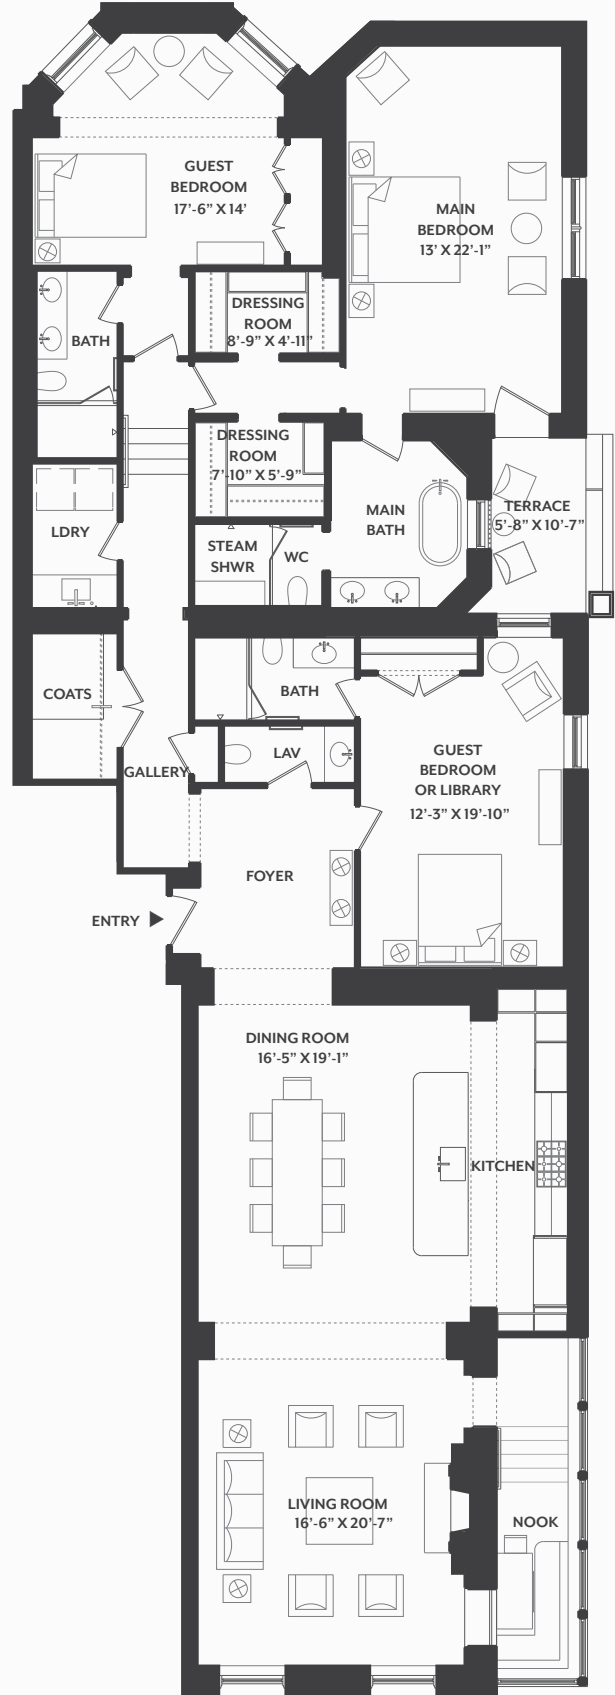 GUEST
BEDROOM
17'-6" X 14'
MAIN
BEDROOM
13' X 22'-1"
DRESSING
ROOM
8'-9" X 4'-11"
BATH
DRESSING
ROOM
7'-10" X 5'-9"
LDRY
STEAM
SHWR
WC
MAIN
BATH
TERRACE
5'-8" X 10'-7"
COATS
BATH
GALLERY
LAV
GUEST
BEDROOM
OR LIBRARY
12'-3" X 19'-10"
FOYER
ENTRY
DINING ROOM
16'-5" X 19'-1"
KITCHEN
LIVING ROOM
16'-6" X 20'-7"
NOOK